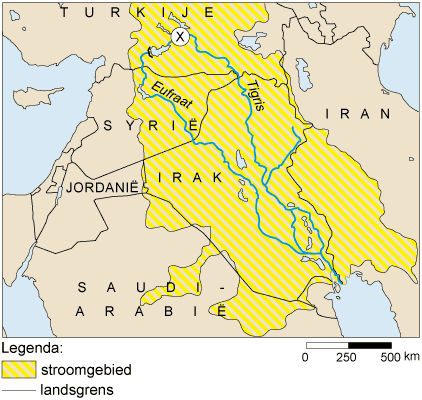 TURKIJE
X
Eufraat
Tigris
IRAN
SYRIË
IRAK
JORDANIË
SAUDI-
ARABIË
Legenda:
stroomgebied
landsgrens
0 250 500 km